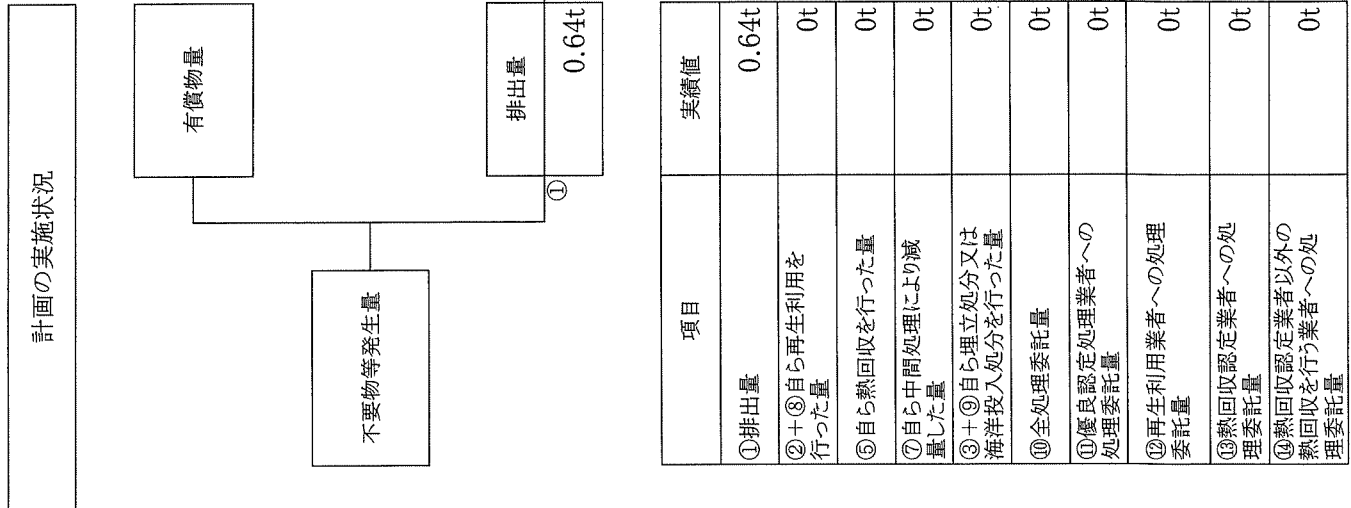 計画の実施状況
有償物量
不要物等発生量
排出量
① 0.64t
項目 実績値
①排出量 0.64t
②+⑧自ら再生利用を
行った量 0t
⑤自ら熱回収を行った量 0t
⑦自ら中間処理により減
量した量 0t
③+⑨自ら埋立処分又は
海洋投入処分を行った量 0t
⑩全処理委託量 0t
⑪優良認定処理業者への
処理委託量 0t
⑫再生利用業者への処理
委託量 0t
⑬熱回収認定業者への処
理委託量 0t
⑭熱回収認定業者以外の
熱回収を行う業者への処
理委託量 0t